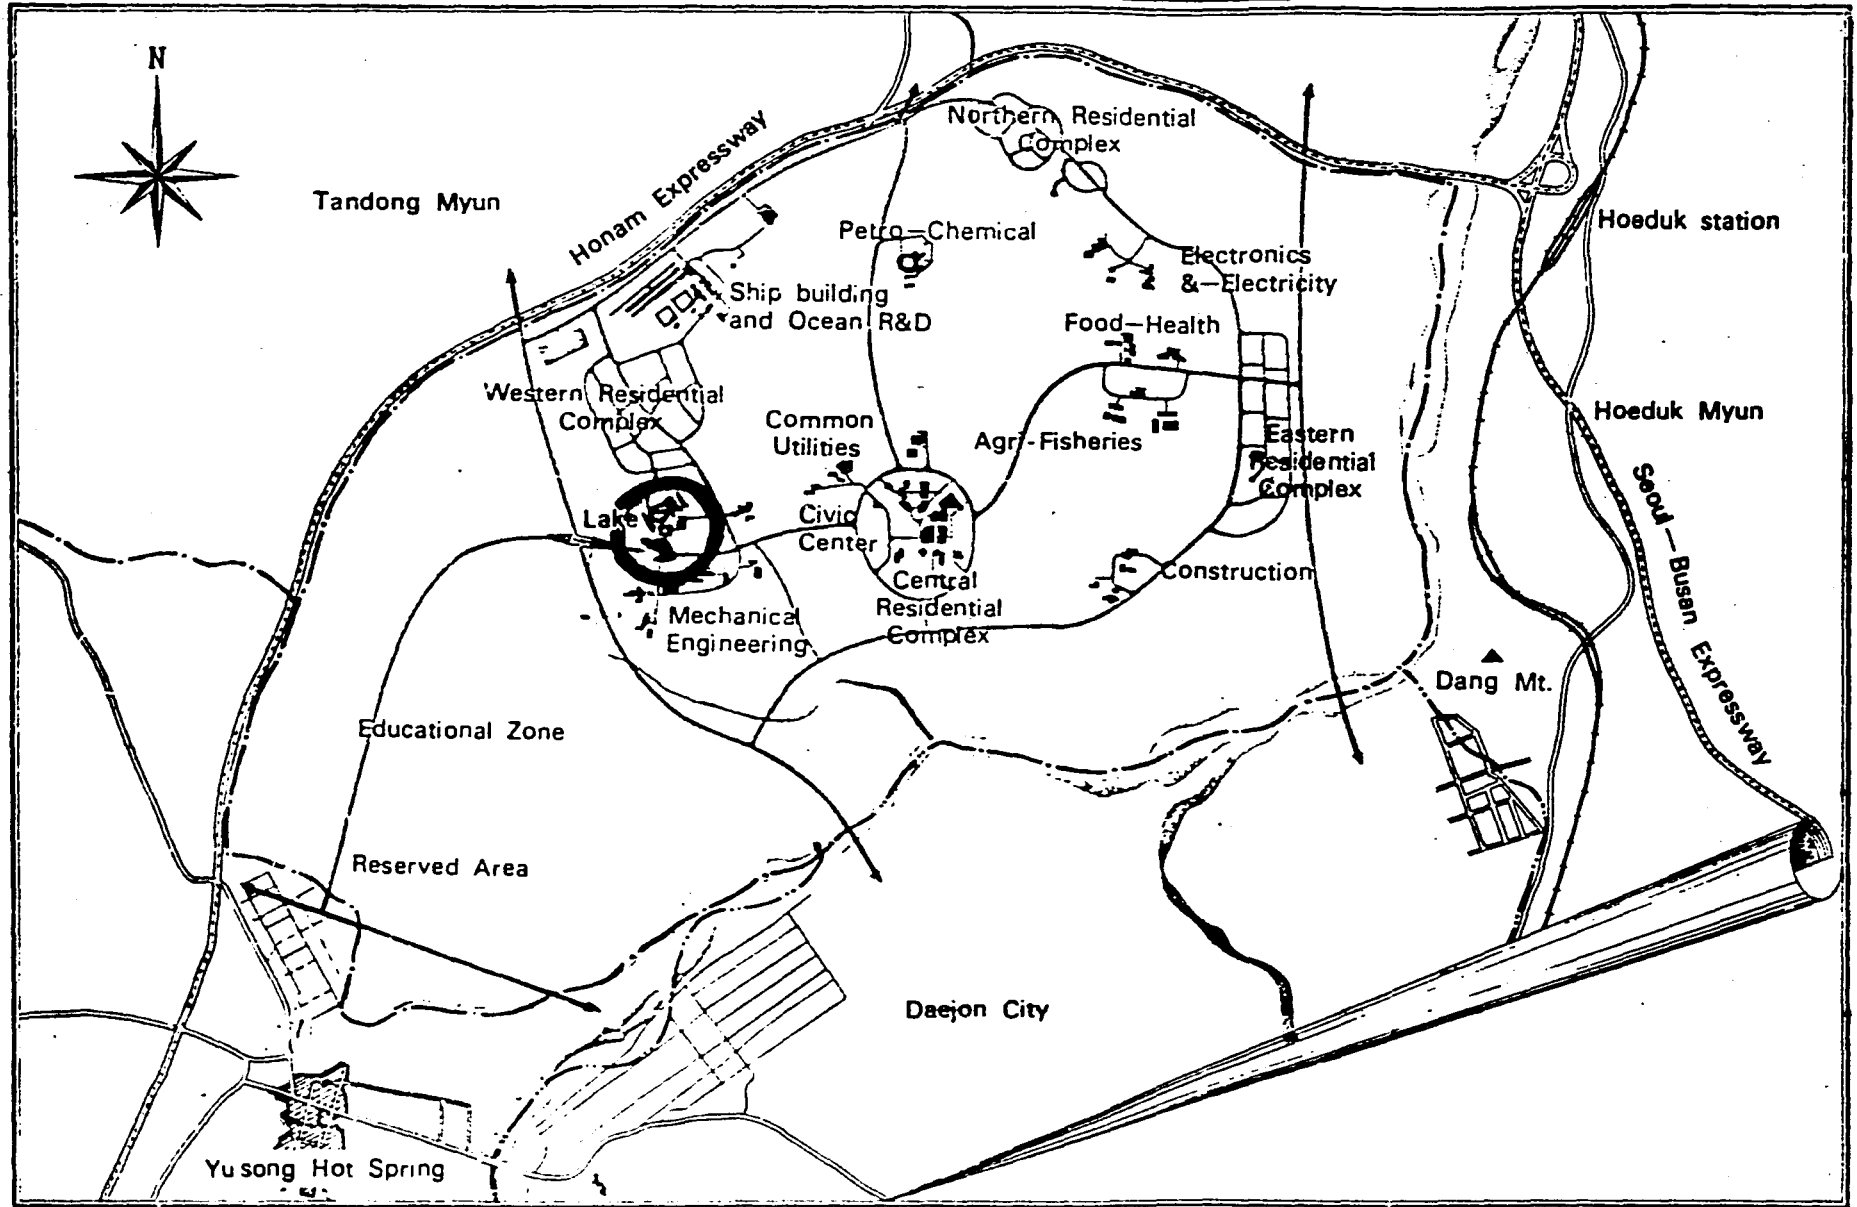 N
Northern Residential
Complex
Honam Expressway
Tandong Myun
Hoeduk station
Petro-Chemical
Electronics
&-Electricity
Ship building
and Ocean R&D
Food-Health
Western Residential
Complex
Common
Utilities
Agri-Fisheries
Hoeduk Myun
Eastern
Residential
Complex
Lake
Civic
Center
Seoul-Busan Expressway
Central
Residential
Complex
Construction
Mechanical
Engineering
Dang Mt.
Educational Zone
Reserved Area
Daejon City
Yusong Hot Spring